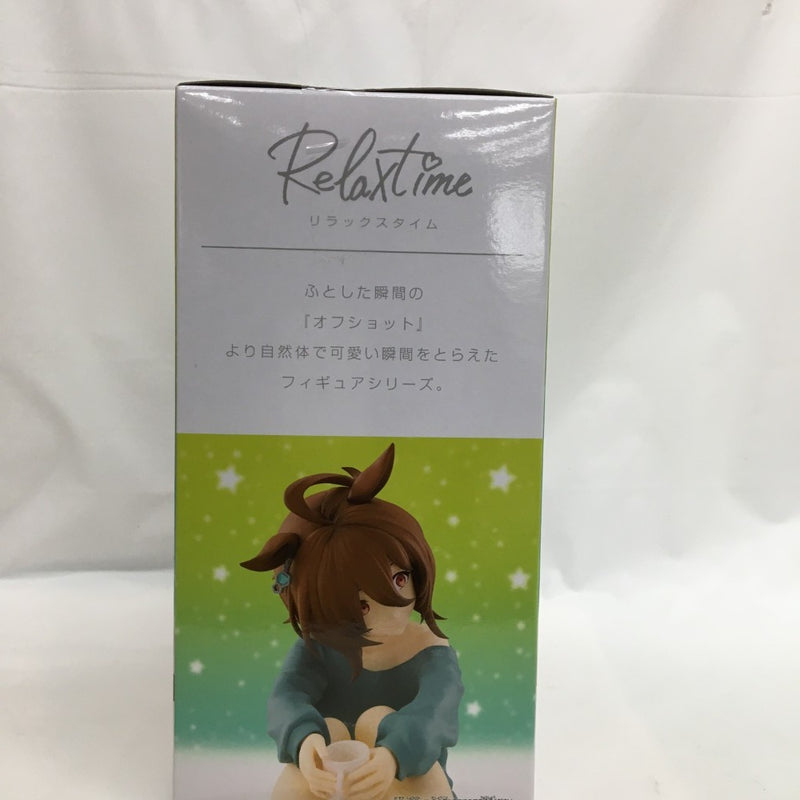 Relaxtime
リラックスタイム
ふとした瞬間の
『オフショット』
より自然体で可愛い瞬間をとらえた
フィギュアシリーズ。